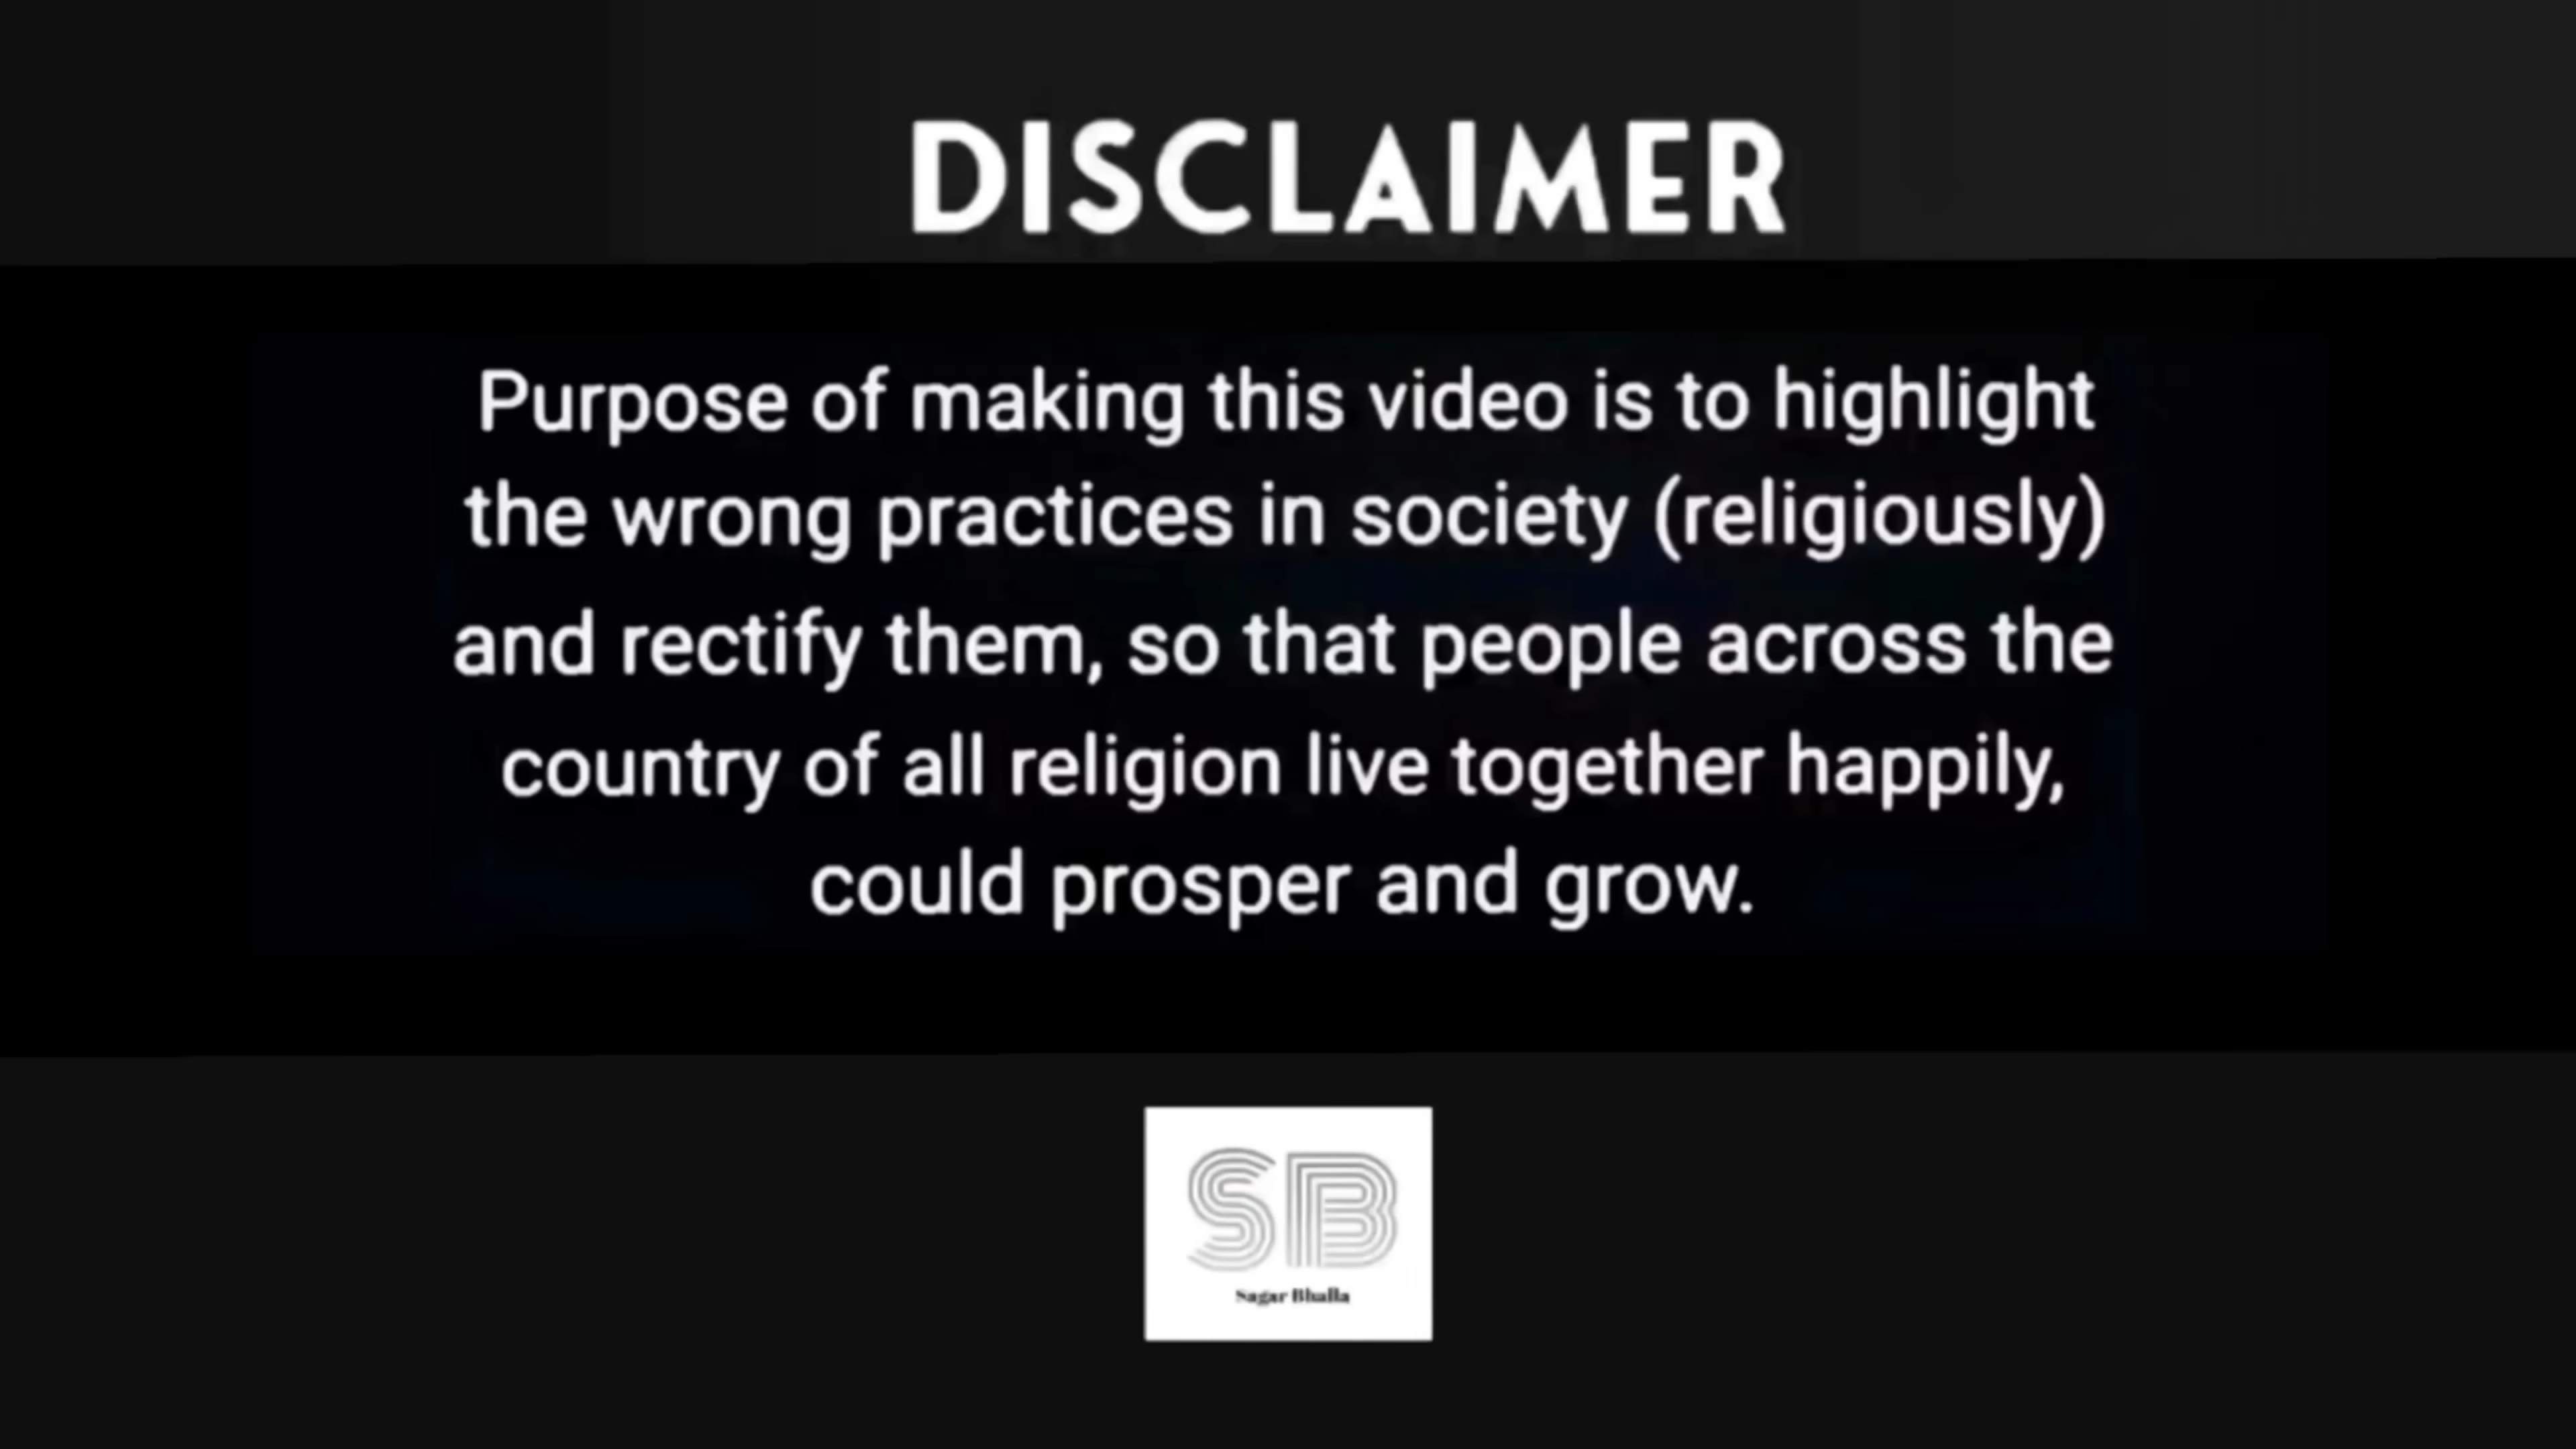 DISCLAIMER
Purpose of making this video is to highlight
the wrong practices in society (religiously)
and rectify them, so that people across the
country of all religion live together happily,
could prosper and grow.
SB
Sagar Bhalla